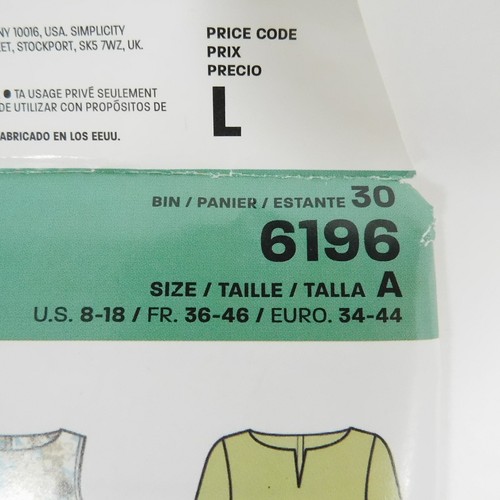 NY 10016, USA. SIMPLICITY
ET, STOCKPORT, SK5 7WZ, UK.
PRICE CODE
PRIX
PRECIO
L
● TA USAGE PRIVĒ SEULEMENT
DE UTILIZAR CON PROPÓSITOS DE
ABRICADO EN LOS EEUU.
BIN / PANIER / ESTANTE 30
6196
SIZE / TAILLE / TALLA A
U.S. 8-18 / FR. 36-46 / EURO. 34-44